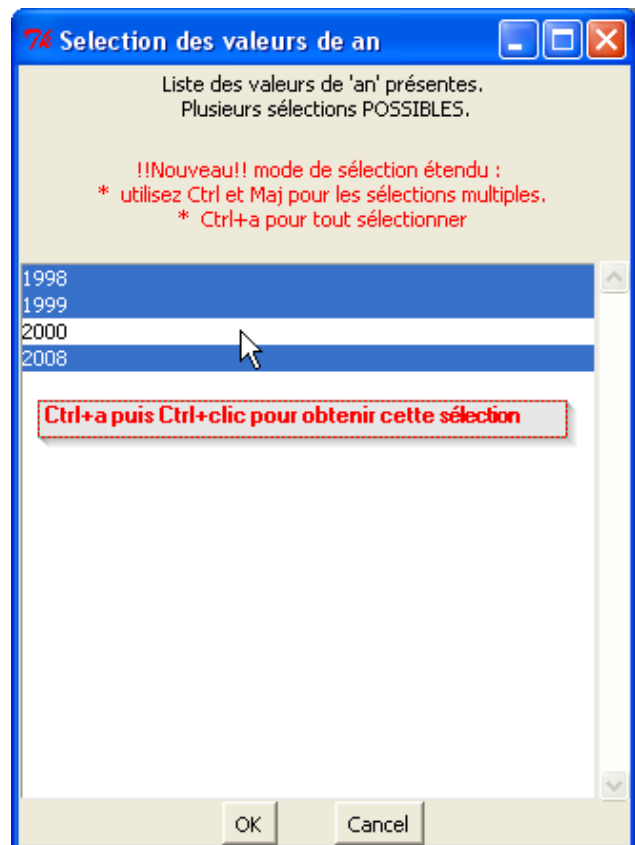 Selection des valeurs de an
Liste des valeurs de 'an' présentes.
Plusieurs sélections POSSIBLES.
!!Nouveau!! mode de sélection étendu :
* utilisez Ctrl et Maj pour les sélections multiples.
* Ctrl+a pour tout sélectionner
1998
1999
2000
2008
Ctrl+a puis Ctrl+clic pour obtenir cette sélection
OK
Cancel